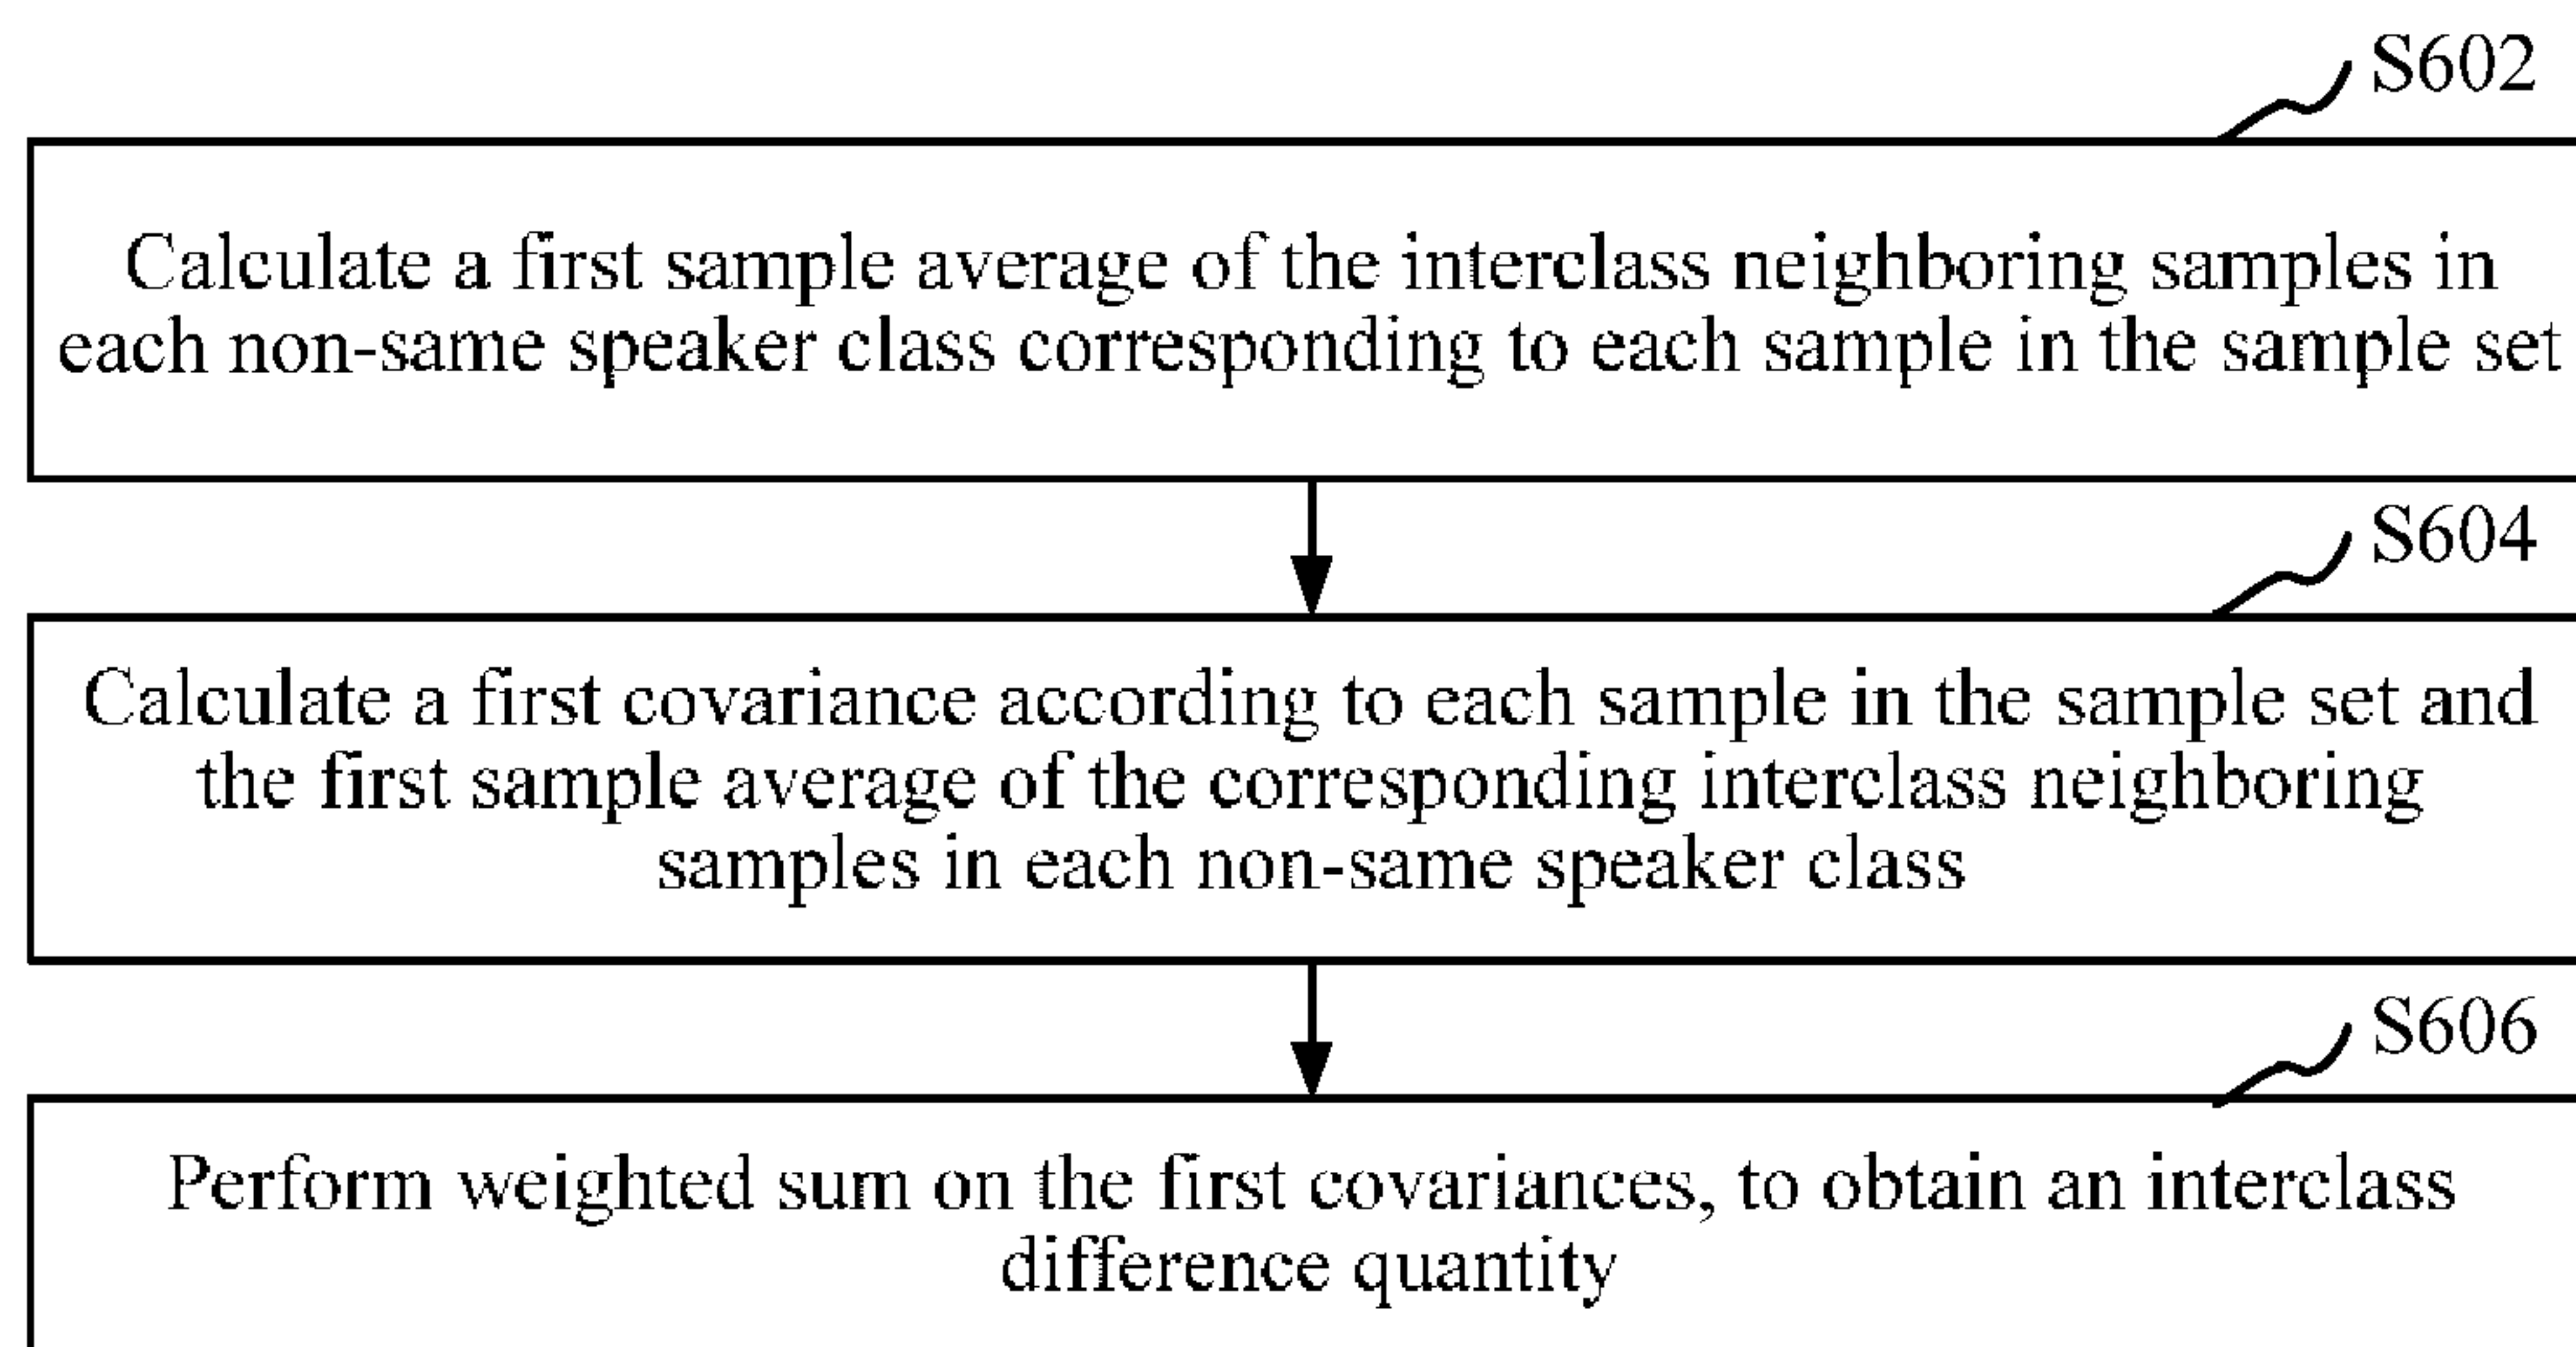 S602
Calculate a first sample average of the interclass neighboring samples in
each non-same speaker class corresponding to each sample in the sample set
S604
Calculate a first covariance according to each sample in the sample set and
the first sample average of the corresponding interclass neighboring
samples in each non-same speaker class
S606
Perform weighted sum on the first covariances, to obtain an interclass
difference quantity